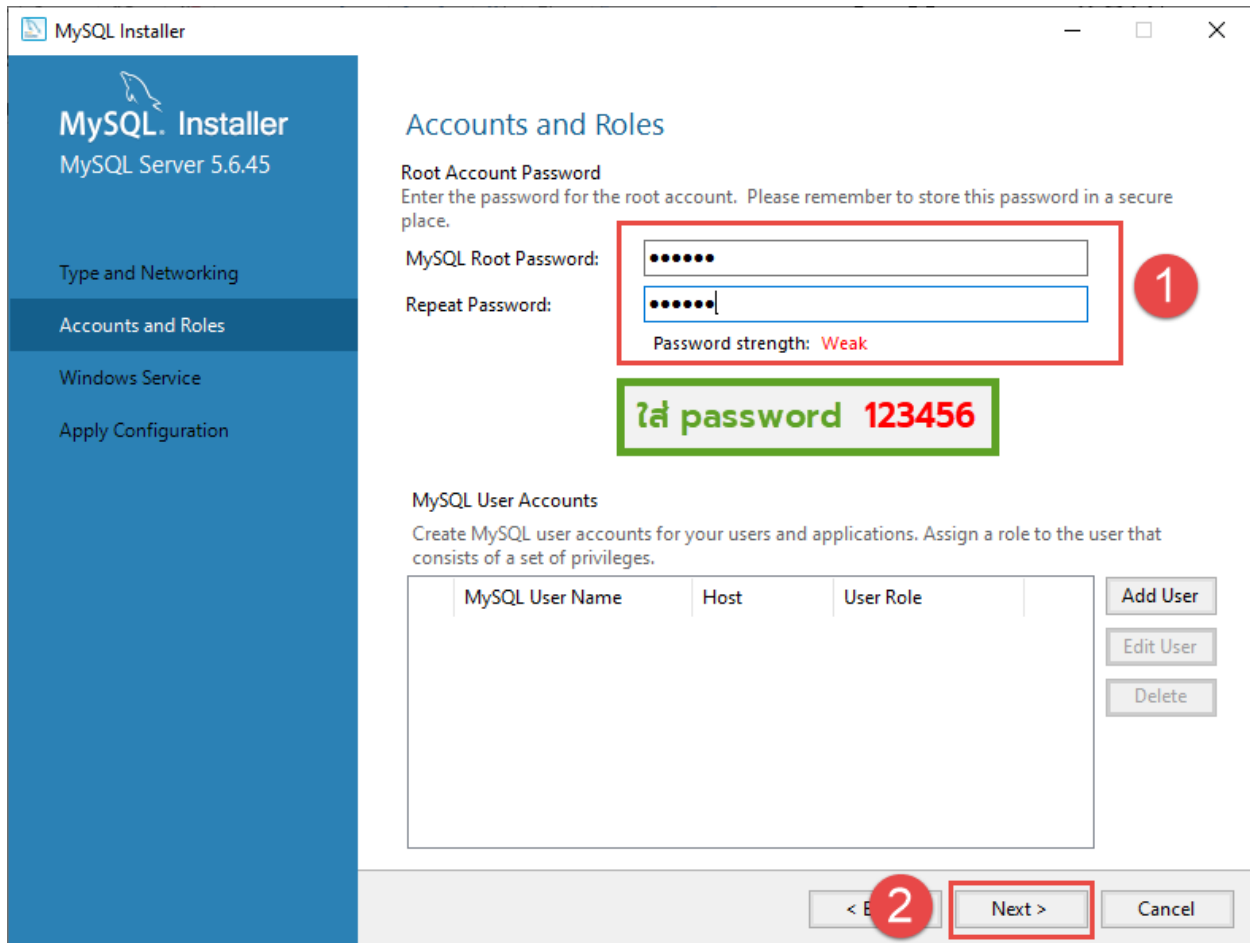 MySQL Installer
MySQL. Installer
MySQL Server 5.6.45
Type and Networking
Accounts and Roles
Windows Service
Apply Configuration
Accounts and Roles
Root Account Password
Enter the password for the root account. Please remember to store this password in a secure
place.
MySQL Root Password: ●●●●●●
Repeat Password: ●●●●●●
Password strength: Weak
1
ใส่ password 123456
MySQL User Accounts
Create MySQL user accounts for your users and applications. Assign a role to the user that
consists of a set of privileges.
MySQL User Name Host User Role
Add User
Edit User
Delete
< B
2
Next >
Cancel